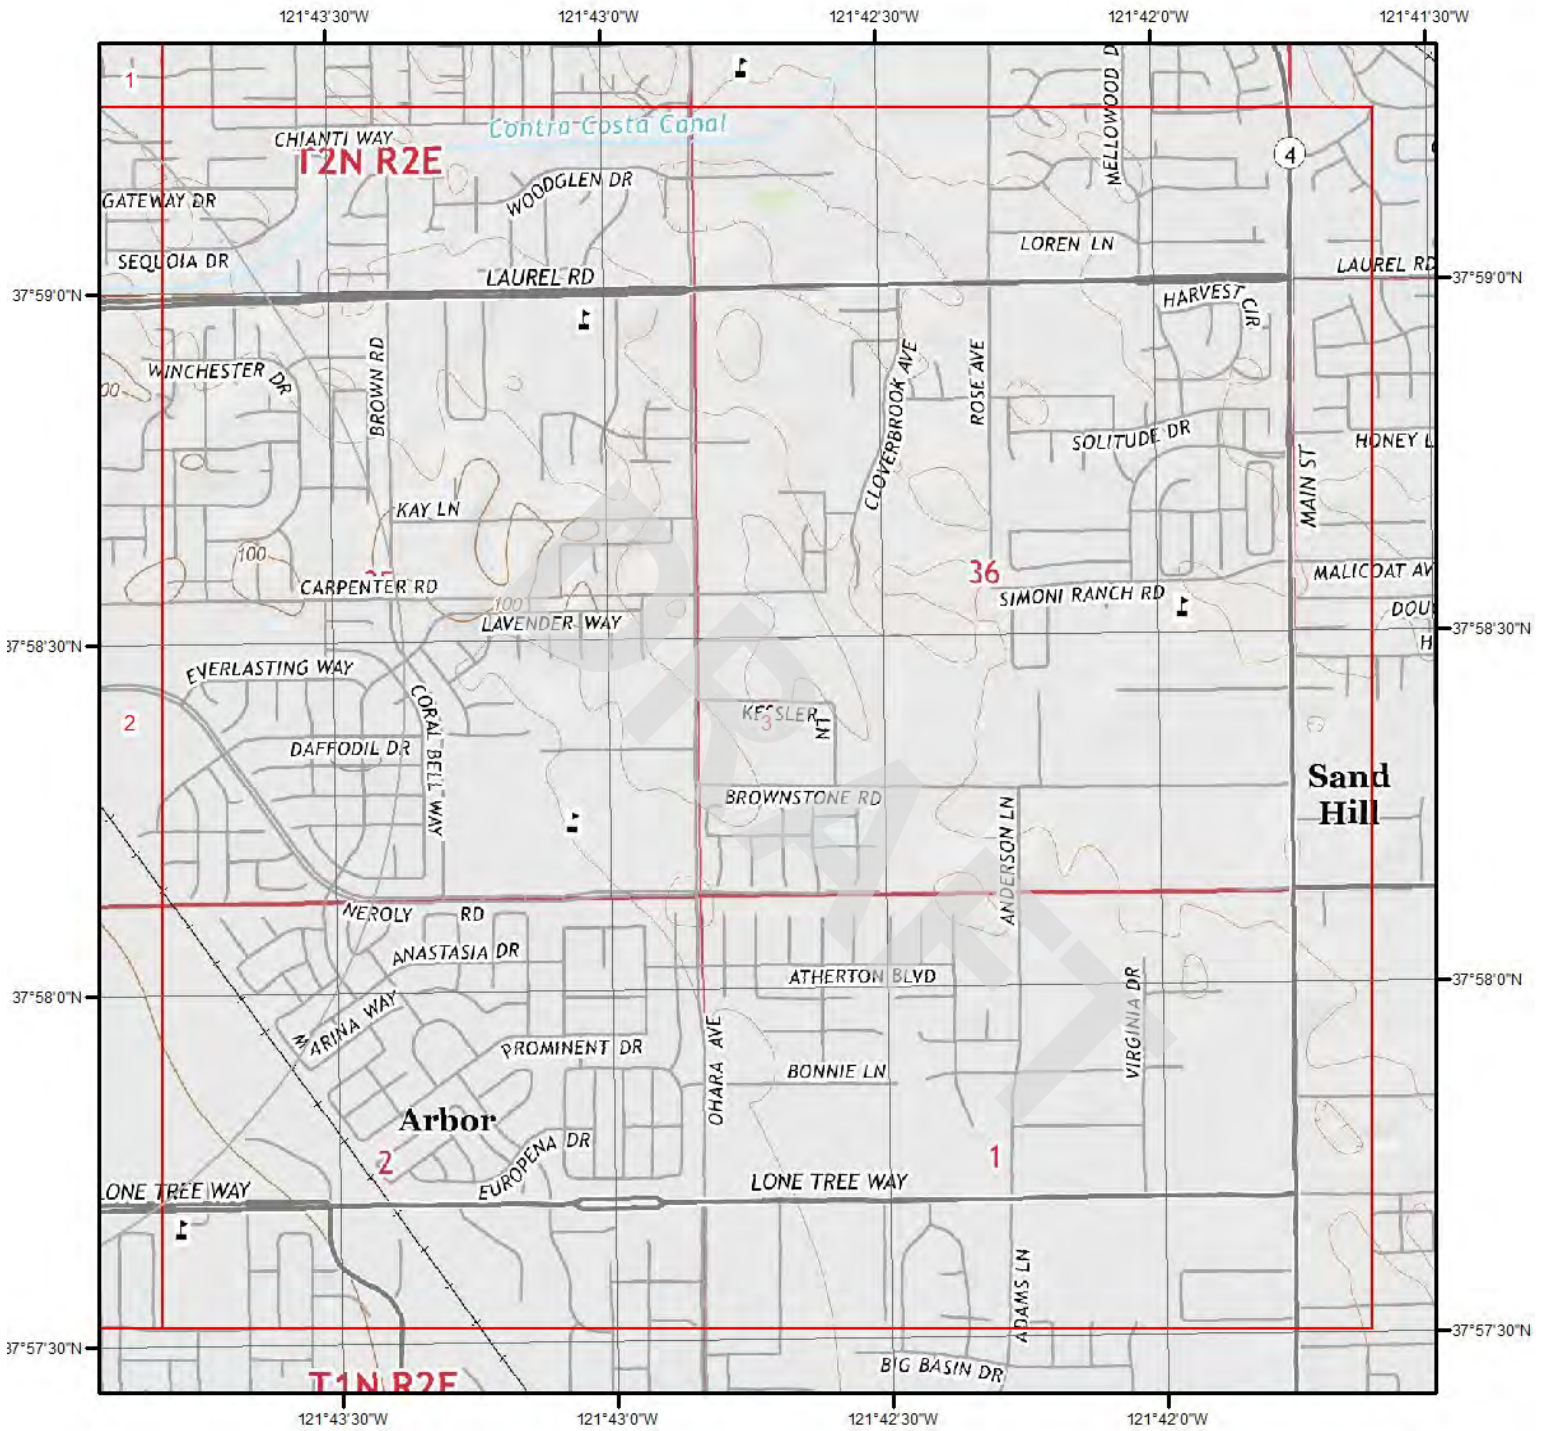 121°43'30"W 121°43'0"W 121°42'30"W 121°42'0"W 121°41'30"W
1
CHIANTI WAY
Contra Costa Canal
MELLOWOOD D
T2N R2E
4
GATEWAY DR
WOODGLEN DR
SEQUOIA DR
LOREN LN
LAUREL RD
LAUREL RD
37°59'0"N
37°59'0"N
HARVEST CIR
WINCHESTER DR
BROWN RD
CLOVERBROOK AVE
ROSE AVE
00
SOLITUDE DR
HONEY L
MAIN ST
KAY LN
100
36
CARPENTER RD
SIMONI RANCH RD
MALICOAT AV
100
LAVENDER WAY
DOU
H
37°58'30"N
37°58'30"N
EVERLASTING WAY
CORAL BELL WAY
2
KESSLER LN
3
DAFFODIL DR
Sand
Hill
BROWNSTONE RD
ANDERSON LN
DRAFT
NEROLY RD
ANASTASIA DR
ATHERTON BLVD
VIRGINIA DR
37°58'0"N
37°58'0"N
MARINA WAY
PROMINENT DR
OHARA AVE
BONNIE LN
Arbor
EUROPENA DR
2
1
LONE TREE WAY
LONE TREE WAY
ADAMS LN
37°57'30"N
37°57'30"N
BIG BASIN DR
T1N R2E
121°43'30"W 121°43'0"W 121°42'30"W 121°42'0"W